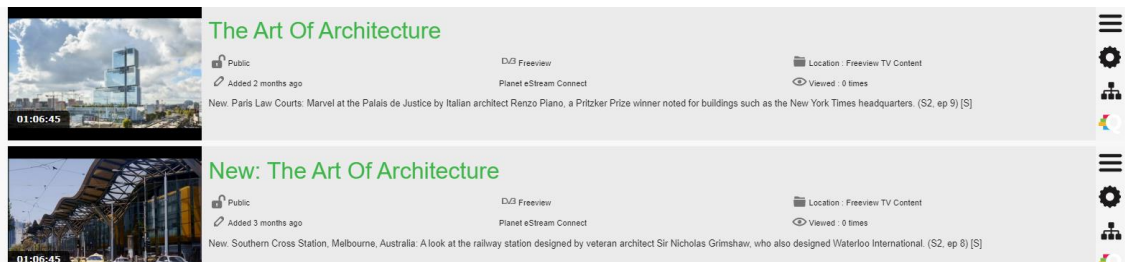 The Art Of Architecture
Public
DVB Freeview
Location : Freeview TV Content
Added 2 months ago
Planet eStream Connect
Viewed : 0 times
New. Paris Law Courts: Marvel at the Palais de Justice by Italian architect Renzo Piano, a Pritzker Prize winner noted for buildings such as the New York Times headquarters. (S2, ep 9) [S]
01:06:45
New: The Art Of Architecture
Public
DVB Freeview
Location : Freeview TV Content
Added 3 months ago
Planet eStream Connect
Viewed : 0 times
New. Southern Cross Station, Melbourne, Australia: A look at the railway station designed by veteran architect Sir Nicholas Grimshaw, who also designed Waterloo International. (S2, ep 8) [S]
01:06:45